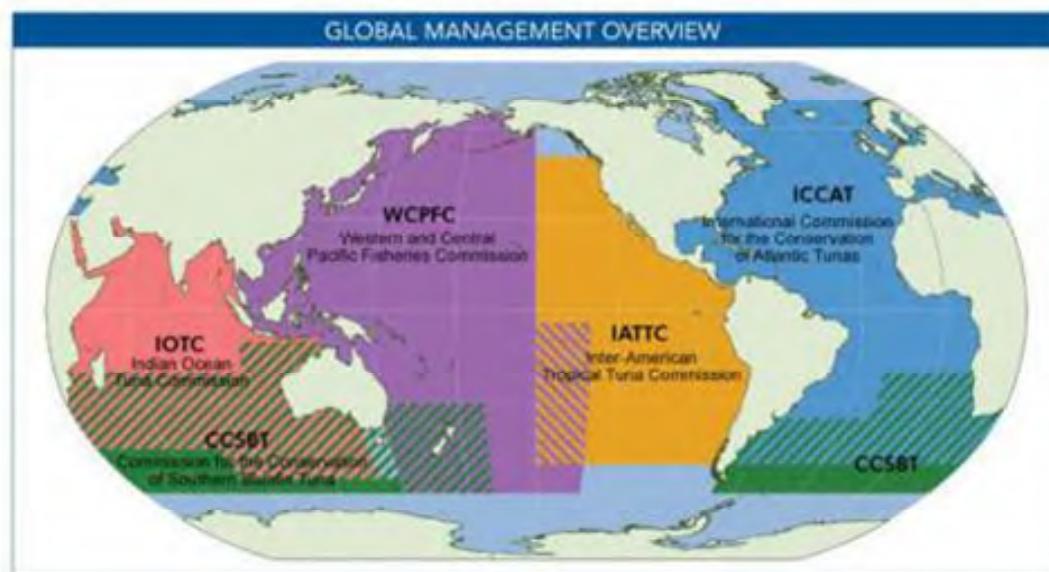 GLOBAL MANAGEMENT OVERVIEW
WCPFC
Western and Central
Pacific Fisheries Commission
ICCAT
International Commission
for the Conservation
of Atlantic Tunas
IOTC
Indian Ocean
Tuna Commission
IATTC
Inter-American
Tropical Tuna Commission
CCSBT
Commission for the Conservation
of Southern Bluefin Tuna
CCSBT